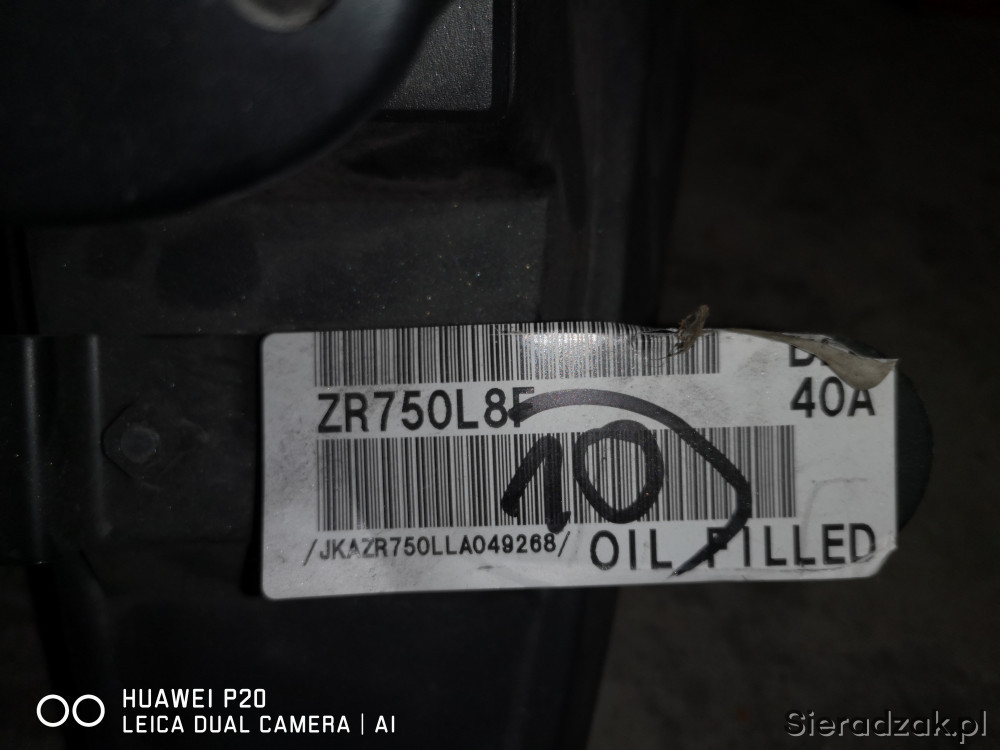 ZR750L8F
40A
10
/JKAZR750LLA049268/ OIL FILLED
HUAWEI P20
LEICA DUAL CAMERA | AI
Sieradzak.pl